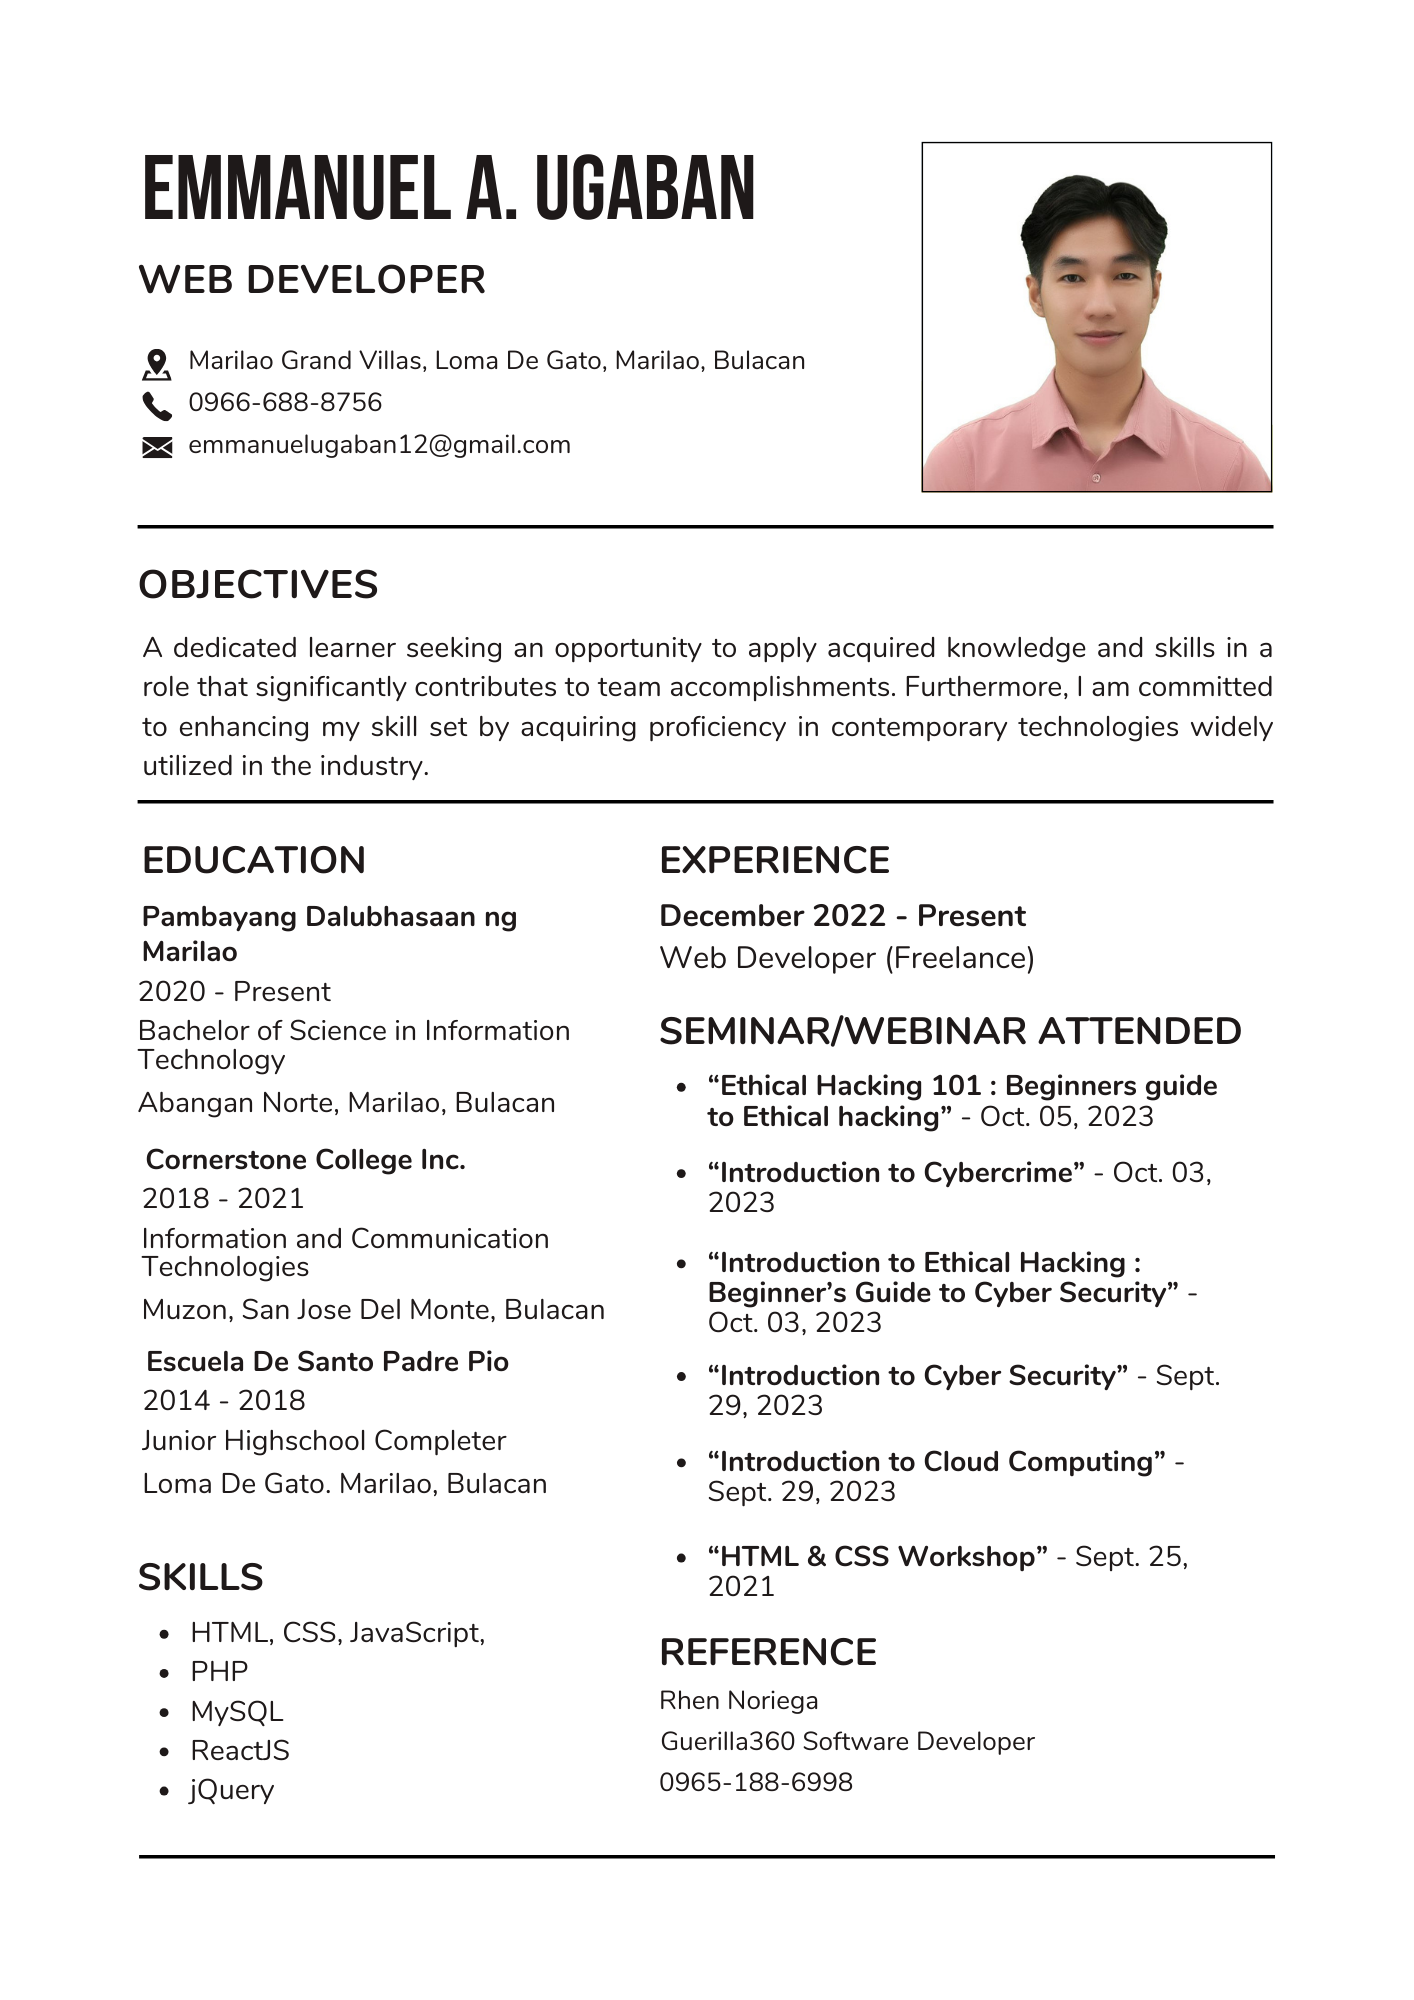 EMMANUEL A. UGABAN
WEB DEVELOPER
Marilao Grand Villas, Loma De Gato, Marilao, Bulacan
0966-688-8756
emmanuelugaban12@gmail.com
OBJECTIVES
A dedicated learner seeking an opportunity to apply acquired knowledge and skills in a
role that significantly contributes to team accomplishments. Furthermore, I am committed
to enhancing my skill set by acquiring proficiency in contemporary technologies widely
utilized in the industry.
EDUCATION
Pambayang Dalubhasaan ng
Marilao
2020 - Present
Bachelor of Science in Information
Technology
Abangan Norte, Marilao, Bulacan
Cornerstone College Inc.
2018 - 2021
Information and Communication
Technologies
Muzon, San Jose Del Monte, Bulacan
Escuela De Santo Padre Pio
2014 - 2018
Junior Highschool Completer
Loma De Gato. Marilao, Bulacan
SKILLS
• HTML, CSS, JavaScript,
• PHP
• MySQL
• ReactJS
• jQuery
EXPERIENCE
December 2022 - Present
Web Developer (Freelance)
SEMINAR/WEBINAR ATTENDED
• “Ethical Hacking 101 : Beginners guide
to Ethical hacking” - Oct. 05, 2023
• “Introduction to Cybercrime” - Oct. 03,
2023
• “Introduction to Ethical Hacking :
Beginner’s Guide to Cyber Security” -
Oct. 03, 2023
• “Introduction to Cyber Security” - Sept.
29, 2023
• “Introduction to Cloud Computing” -
Sept. 29, 2023
• “HTML & CSS Workshop” - Sept. 25,
2021
REFERENCE
Rhen Noriega
Guerilla360 Software Developer
0965-188-6998